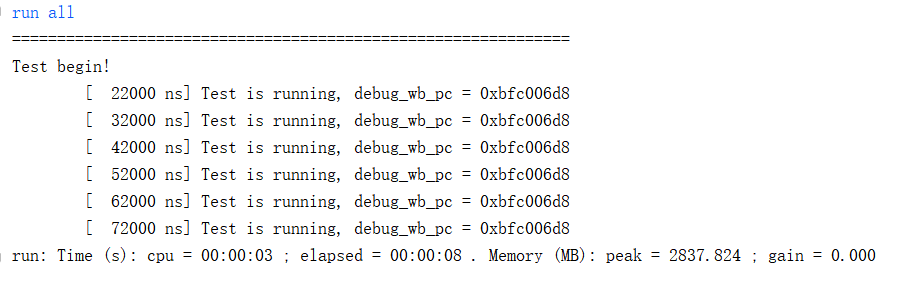 run all
==============================================================
Test begin!
[  22000 ns] Test is running, debug_wb_pc = 0xbfc006d8
[  32000 ns] Test is running, debug_wb_pc = 0xbfc006d8
[  42000 ns] Test is running, debug_wb_pc = 0xbfc006d8
[  52000 ns] Test is running, debug_wb_pc = 0xbfc006d8
[  62000 ns] Test is running, debug_wb_pc = 0xbfc006d8
[  72000 ns] Test is running, debug_wb_pc = 0xbfc006d8
run: Time (s): cpu = 00:00:03 ; elapsed = 00:00:08 . Memory (MB): peak = 2837.824 ; gain = 0.000